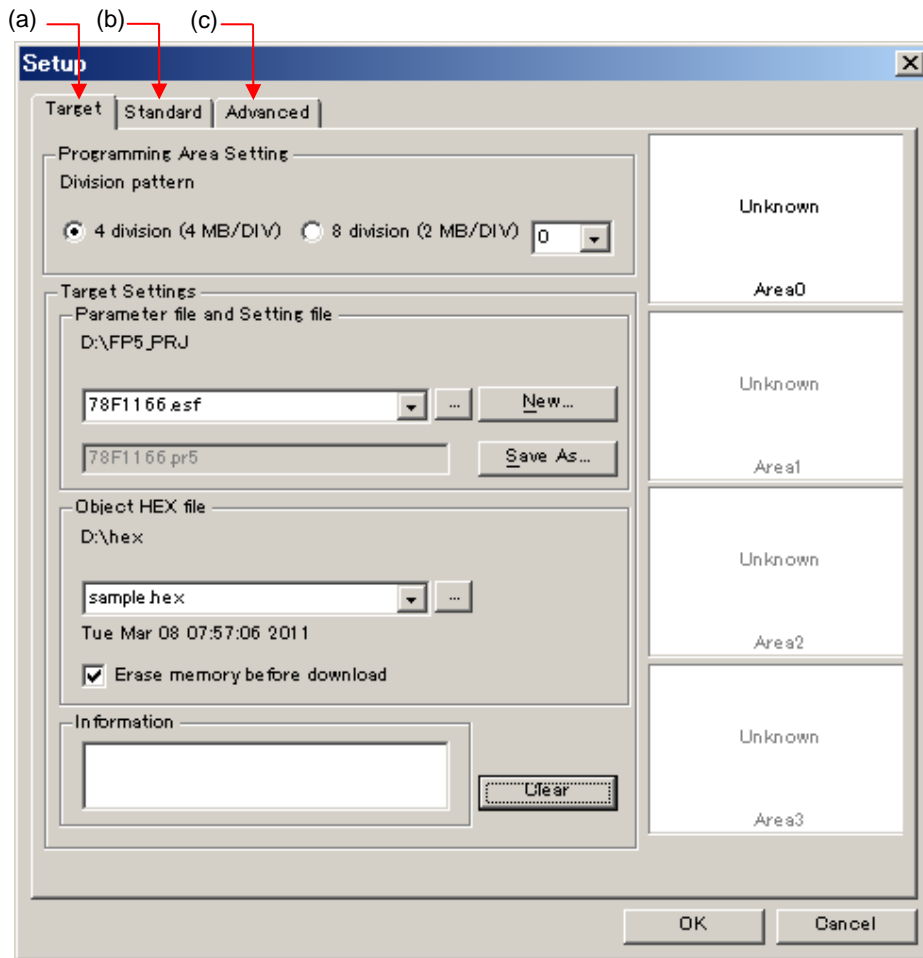 (a) (b) (c)
Setup
Target Standard Advanced
Programming Area Setting
Division pattern
4 division (4 MB/DIV) 8 division (2 MB/DIV) 0
Unknown
Area0
Target Settings
Parameter file and Setting file
D:\FP5_PRJ
78F1166.esf ... New...
78F1166.pr5 Save As...
Unknown
Area1
Object HEX file
D:\hex
sample.hex ...
Tue Mar 08 07:57:06 2011
Erase memory before download
Unknown
Area2
Information
Clear
Unknown
Area3
OK Cancel